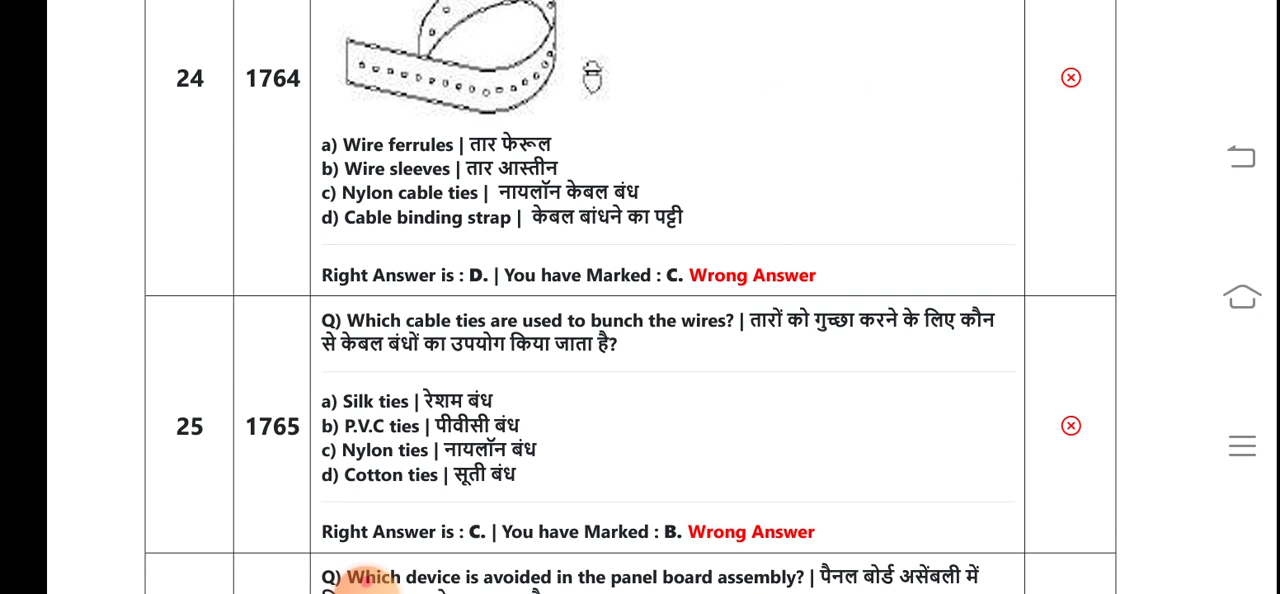 24
1764
a) Wire ferrules | तार फेरूल
b) Wire sleeves | तार आस्तीन
c) Nylon cable ties | नायलॉन केबल बंध
d) Cable binding strap | केबल बांधने का पट्टी
Right Answer is : D. | You have Marked : C. Wrong Answer
25
1765
Q) Which cable ties are used to bunch the wires? | तारों को गुच्छा करने के लिए कौन
से केबल बंधों का उपयोग किया जाता है?
a) Silk ties | रेशम बंध
b) P.V.C ties | पीवीसी बंध
c) Nylon ties | नायलॉन बंध
d) Cotton ties | सूती बंध
Right Answer is : C. | You have Marked : B. Wrong Answer
Q) Which device is avoided in the panel board assembly? | पैनल बोर्ड असेंबली में